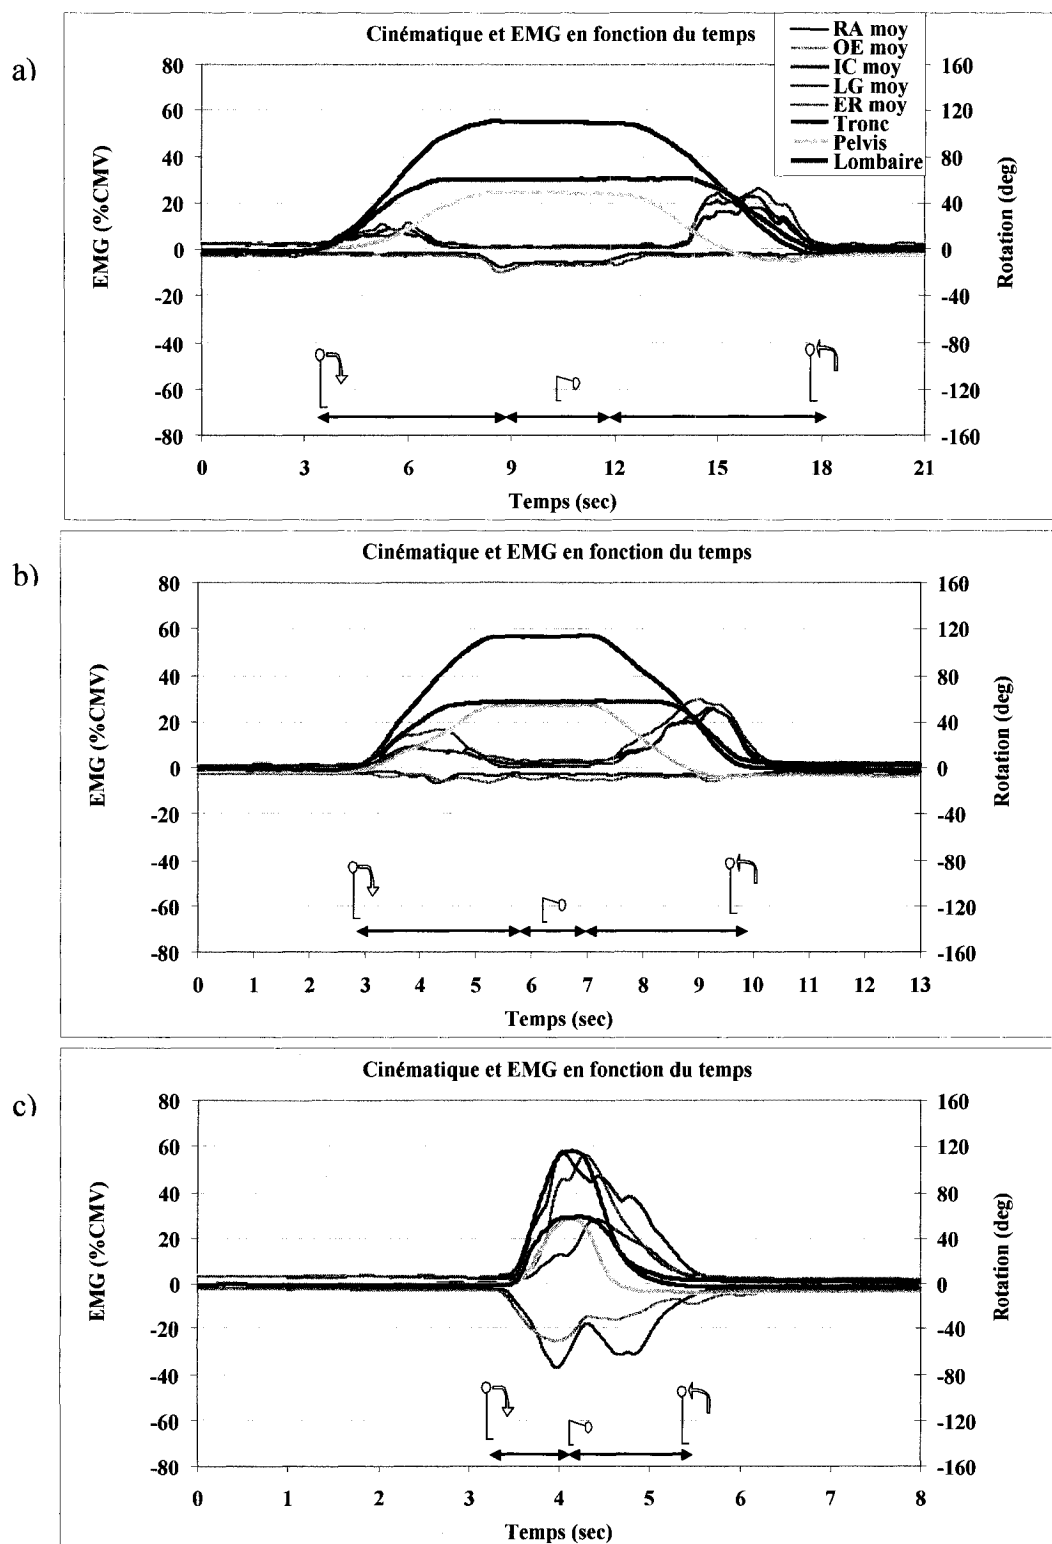 a)
Cinématique et EMG en fonction du temps
RA moy
OE moy
IC moy
LG moy
ER moy
Tronc
Pelvis
Lombaire
EMG (%CMV)
80
60
40
20
0
-20
-40
-60
-80
160
120
80
40
0
-40
-80
-120
-160
Rotation (deg)
0 3 6 9 12 15 18 21
Temps (sec)
b)
Cinématique et EMG en fonction du temps
EMG (%CMV)
80
60
40
20
0
-20
-40
-60
-80
160
120
80
40
0
-40
-80
-120
-160
Rotation (deg)
0 1 2 3 4 5 6 7 8 9 10 11 12 13
Temps (sec)
c)
Cinématique et EMG en fonction du temps
EMG (%CMV)
80
60
40
20
0
-20
-40
-60
-80
160
120
80
40
0
-40
-80
-120
-160
Rotation (deg)
0 1 2 3 4 5 6 7 8
Temps (sec)